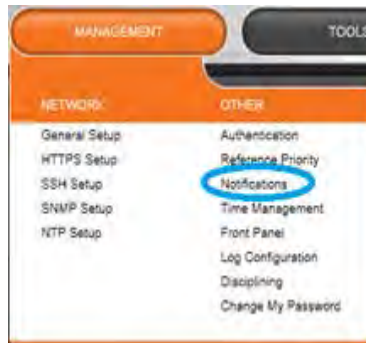 MANAGEMENT
TOOLS
NETWORK
General Setup
HTTPS Setup
SSH Setup
SNMP Setup
NTP Setup
OTHER
Authentication
Reference Priority
Notifications
Time Management
Front Panel
Log Configuration
Disciplining
Change My Password